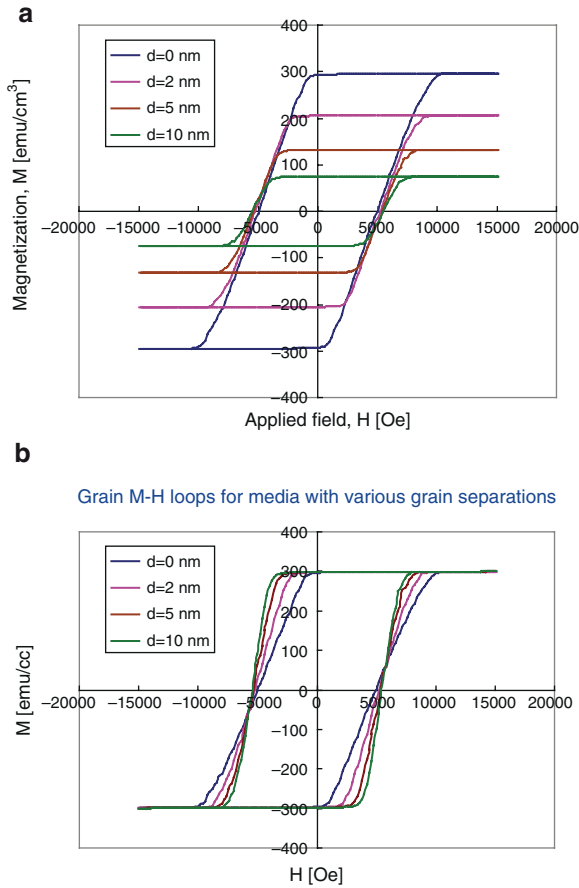 a
400
300
200
100
0
−100
−200
−300
−400
−20000 −15000 −10000 −5000 0 5000 10000 15000 20000
d=0 nm
d=2 nm
d=5 nm
d=10 nm
Magnetization, M [emu/cm3]
Applied field, H [Oe]
b
Grain M-H loops for media with various grain separations
400
300
200
100
0
−100
−200
−300
−400
−20000 −15000 −10000 −5000 0 5000 10000 15000 20000
d=0 nm
d=2 nm
d=5 nm
d=10 nm
M [emu/cc]
H [Oe]